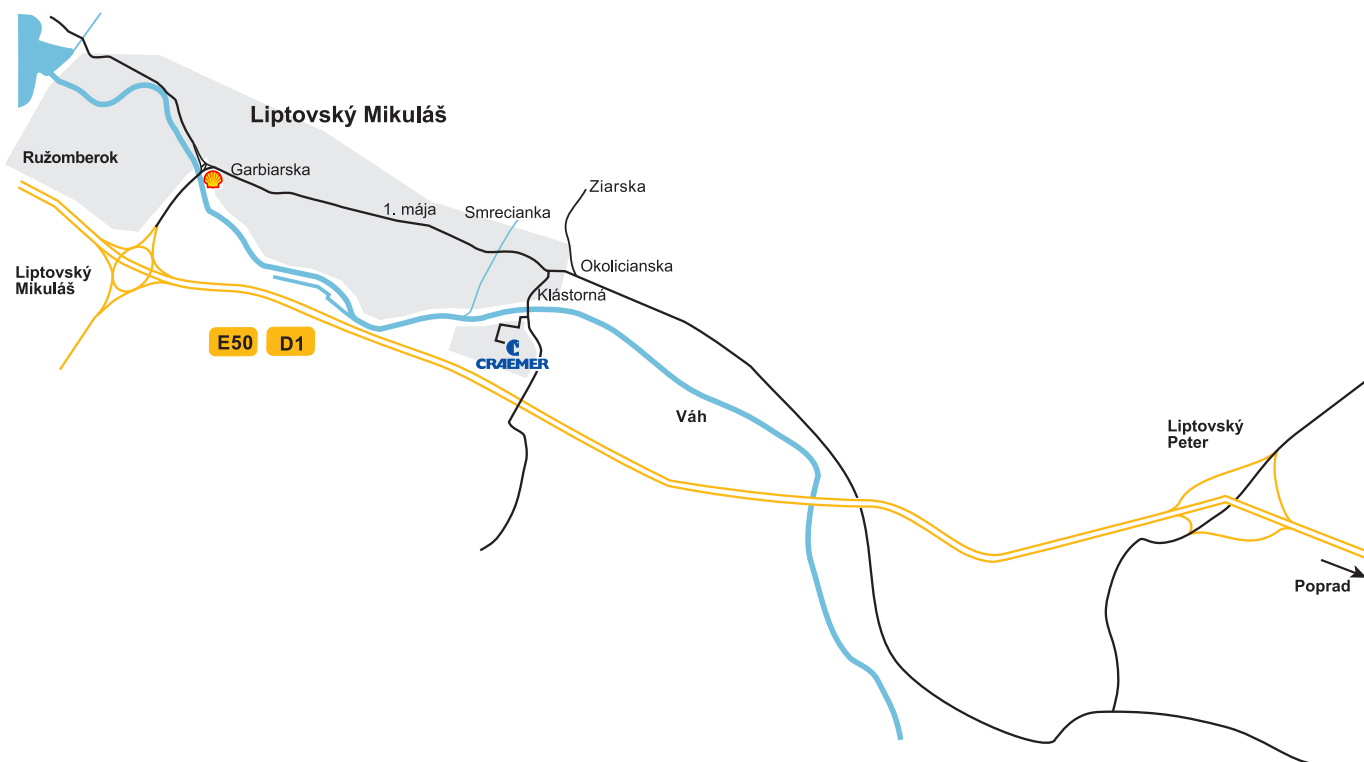 Liptovský Mikuláš
Ružomberok
Garbiarska
Ziarska
1. mája
Smrecianka
Liptovský
Mikuláš
Okolicianska
Klástorná
E50
D1
C
CRAEMER
Váh
Liptovský
Peter
Poprad